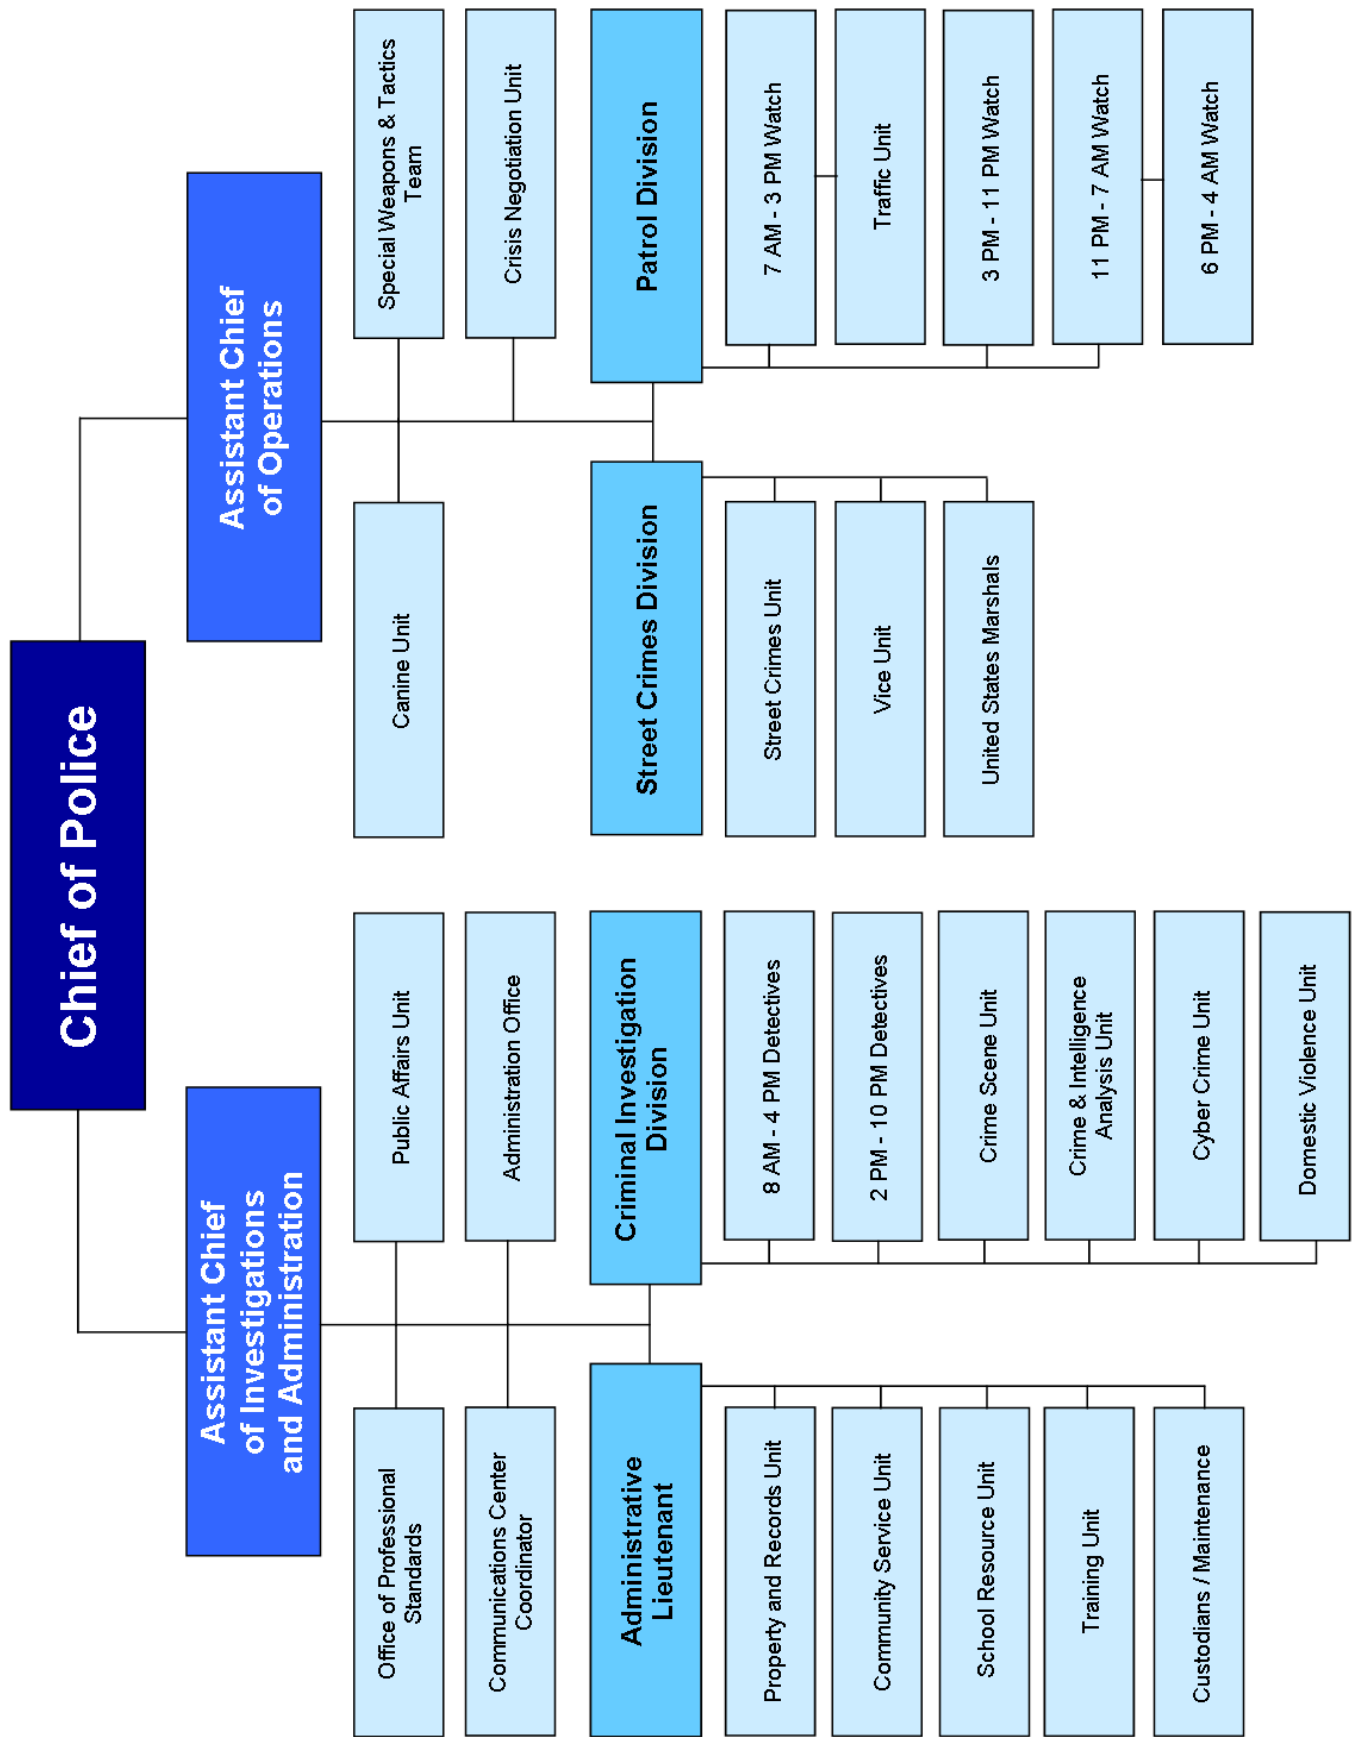 Chief of Police
Assistant Chief
of Investigations
and Administration
Assistant Chief
of Operations
Office of Professional
Standards
Public Affairs Unit
Communications Center
Coordinator
Administration Office
Canine Unit
Special Weapons & Tactics
Team
Crisis Negotiation Unit
Administrative
Lieutenant
Property and Records Unit
Community Service Unit
School Resource Unit
Training Unit
Custodians / Maintenance
Criminal Investigation
Division
8 AM - 4 PM Detectives
2 PM - 10 PM Detectives
Crime Scene Unit
Crime & Intelligence
Analysis Unit
Cyber Crime Unit
Domestic Violence Unit
Street Crimes Division
Street Crimes Unit
Vice Unit
United States Marshals
Patrol Division
7 AM - 3 PM Watch
Traffic Unit
3 PM - 11 PM Watch
11 PM - 7 AM Watch
6 PM - 4 AM Watch